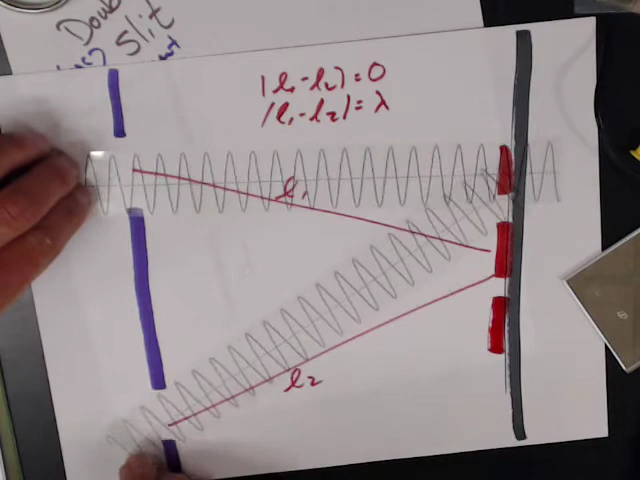 Double
Slit
|ℓ₁-ℓ₂|=0
|ℓ₁-ℓ₂|=λ
ℓ₁
ℓ₂